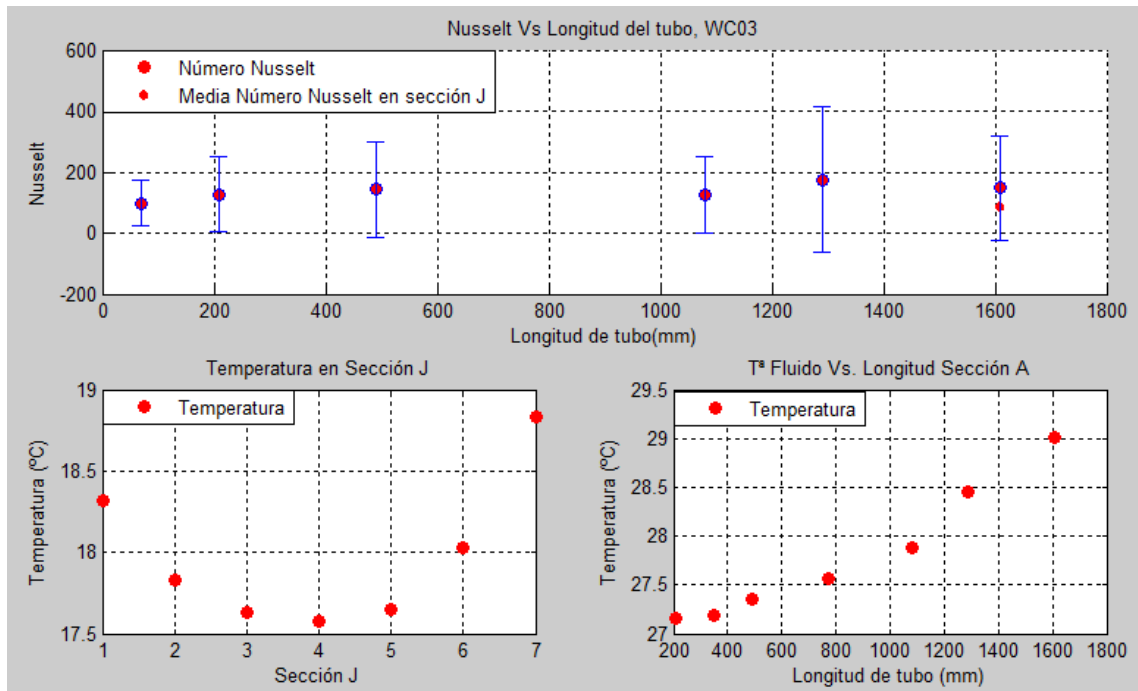 Nusselt Vs Longitud del tubo, WC03
600
400
200
0
-200
Nusselt
Número Nusselt
Media Número Nusselt en sección J
0 200 400 600 800 1000 1200 1400 1600 1800
Longitud de tubo(mm)
Temperatura en Sección J
19
18.5
18
17.5
Temperatura (ºC)
Temperatura
1 2 3 4 5 6 7
Sección J
Tª Fluido Vs. Longitud Sección A
29.5
29
28.5
28
27.5
27
Temperatura (ºC)
Temperatura
200 400 600 800 1000 1200 1400 1600 1800
Longitud de tubo (mm)